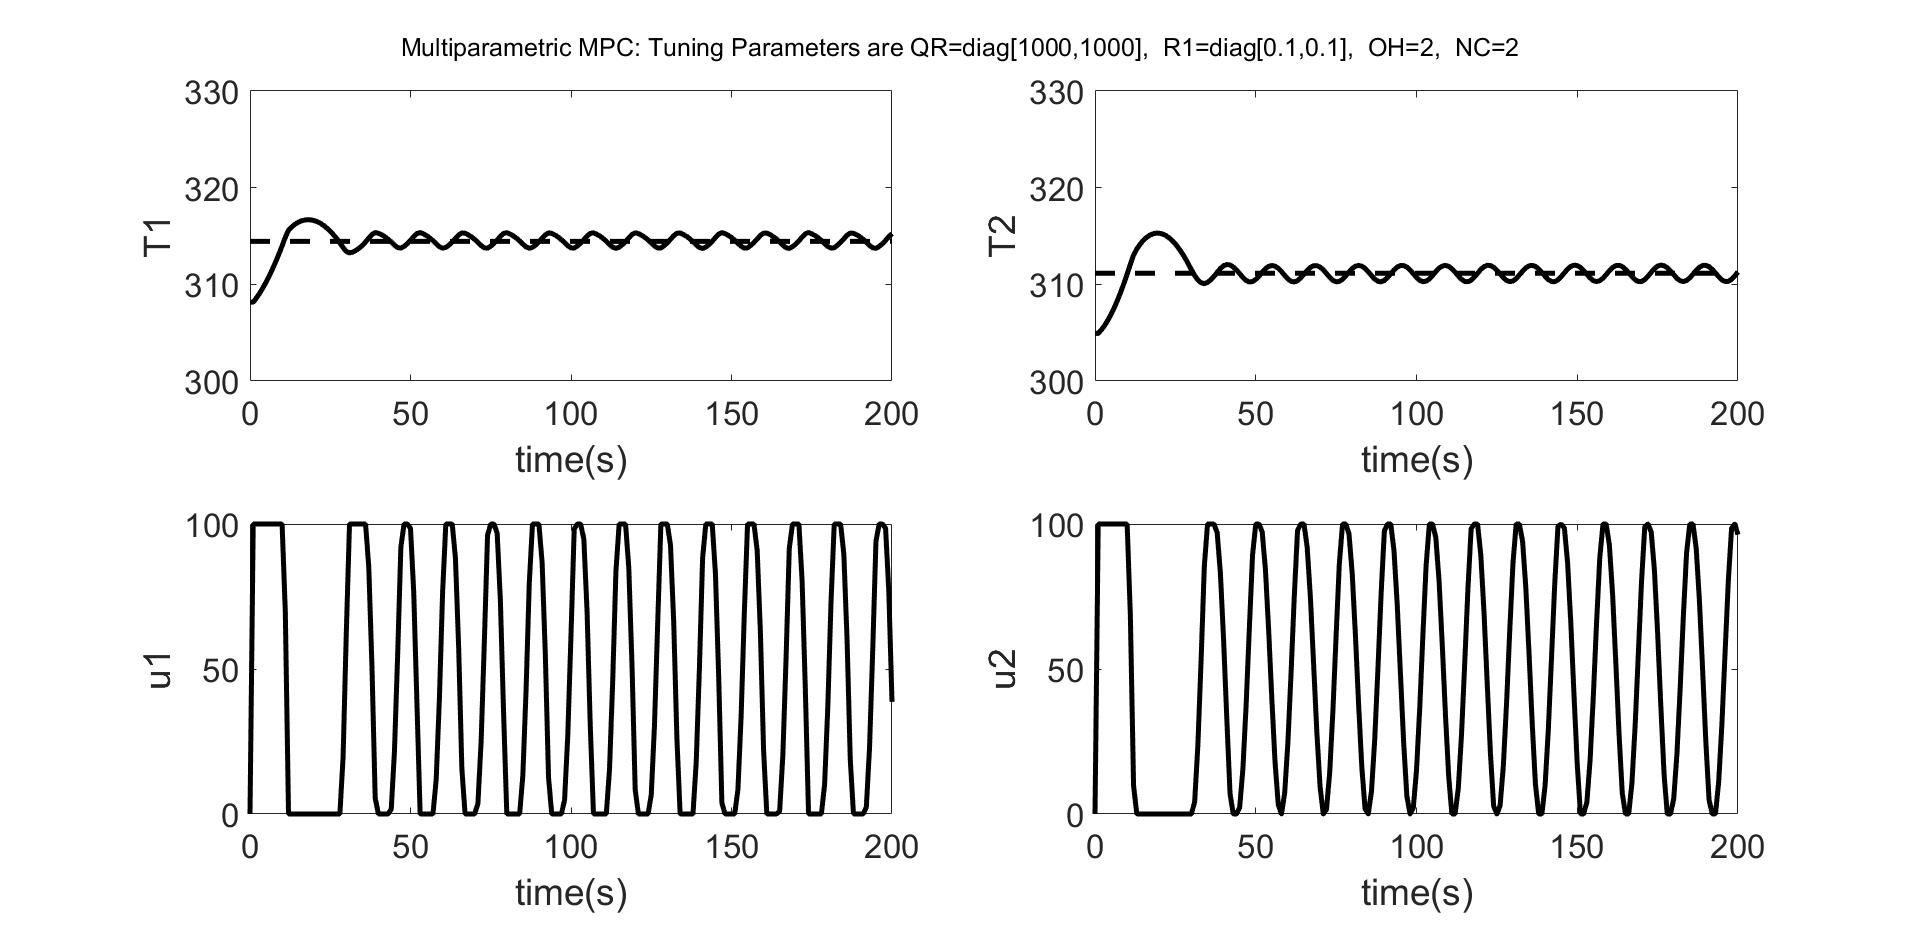 Multiparametric MPC: Tuning Parameters are QR=diag[1000,1000], R1=diag[0.1,0.1], OH=2, NC=2
330
320
310
300
T1
0 50 100 150 200
time(s)
330
320
310
300
T2
0 50 100 150 200
time(s)
100
50
0
u1
0 50 100 150 200
time(s)
100
50
0
u2
0 50 100 150 200
time(s)